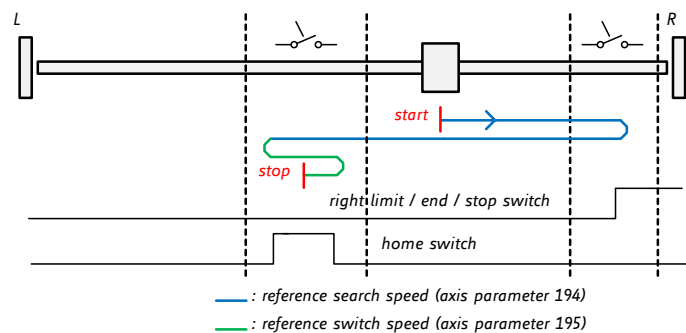 L
R
start
stop
right limit / end / stop switch
home switch
: reference search speed (axis parameter 194)
: reference switch speed (axis parameter 195)